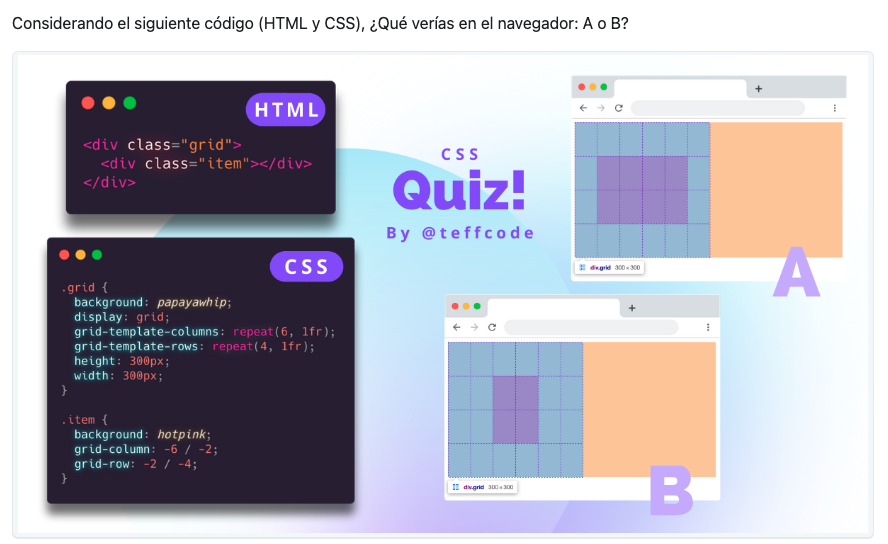 Considerando el siguiente código (HTML y CSS), ¿Qué verías en el navegador: A o B?
HTML
<div class="grid">
  <div class="item"></div>
</div>
CSS
.grid {
  background: papayawhip;
  display: grid;
  grid-template-columns: repeat(6, 1fr);
  grid-template-rows: repeat(4, 1fr);
  height: 300px;
  width: 300px;
}
.item {
  background: hotpink;
  grid-column: -6 / -2;
  grid-row: -2 / -4;
}
CSS
Quiz!
By @teffcode
div.grid 300 × 300
A
div.grid 300 × 300
B